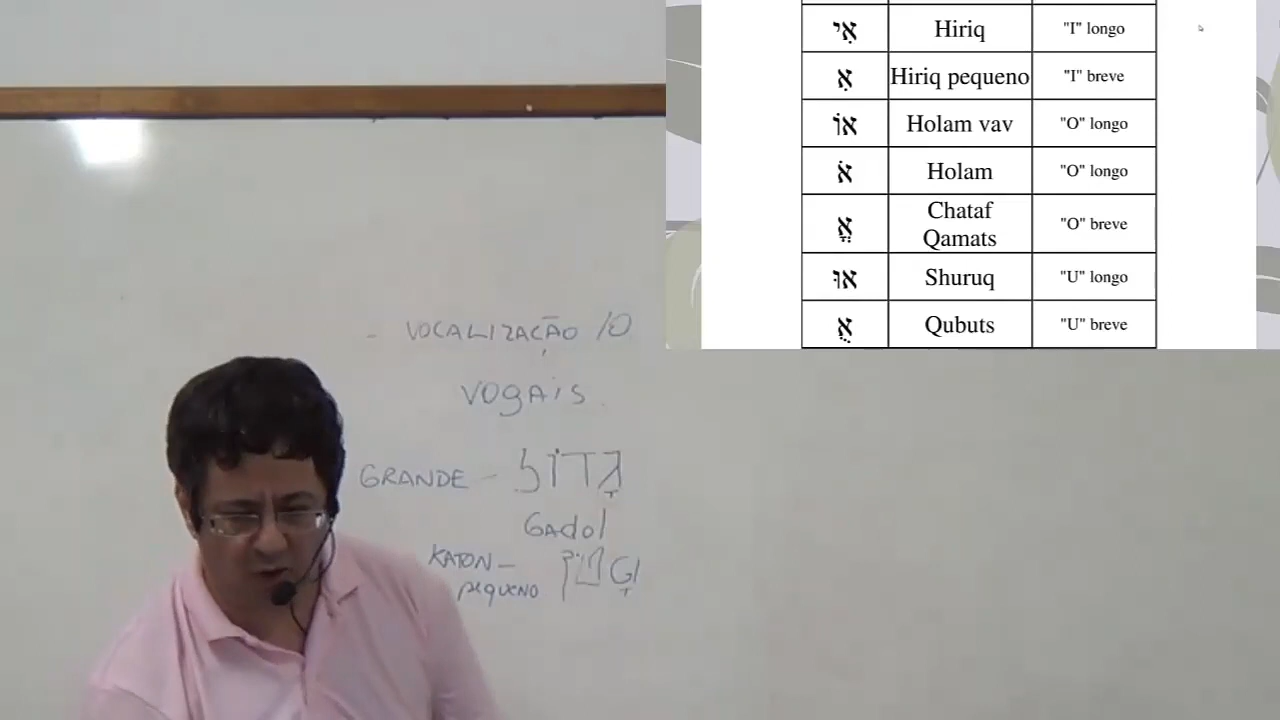 אִי Hiriq "I" longo
אִ Hiriq pequeno "I" breve
אוֹ Holam vav "O" longo
אֹ Holam "O" longo
אֳ Chataf Qamats "O" breve
אוּ Shuruq "U" longo
אֻ Qubuts "U" breve
- VOCALIZAÇÃO /O
VOgAiS.
GRANDE - גָדוֹל
GAdol
KATON - קָטוֹן
pequeno